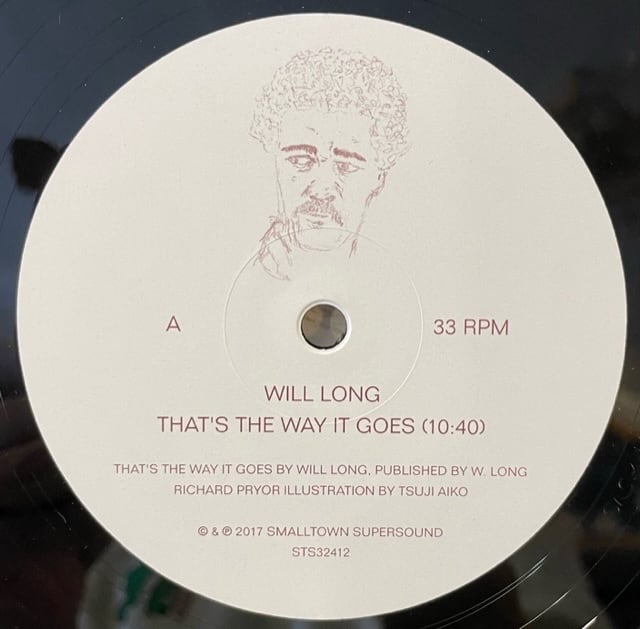 A
33 RPM
WILL LONG
THAT'S THE WAY IT GOES (10:40)
THAT'S THE WAY IT GOES BY WILL LONG, PUBLISHED BY W. LONG
RICHARD PRYOR ILLUSTRATION BY TSUJI AIKO
© & ℗ 2017 SMALLTOWN SUPERSOUND
STS32412